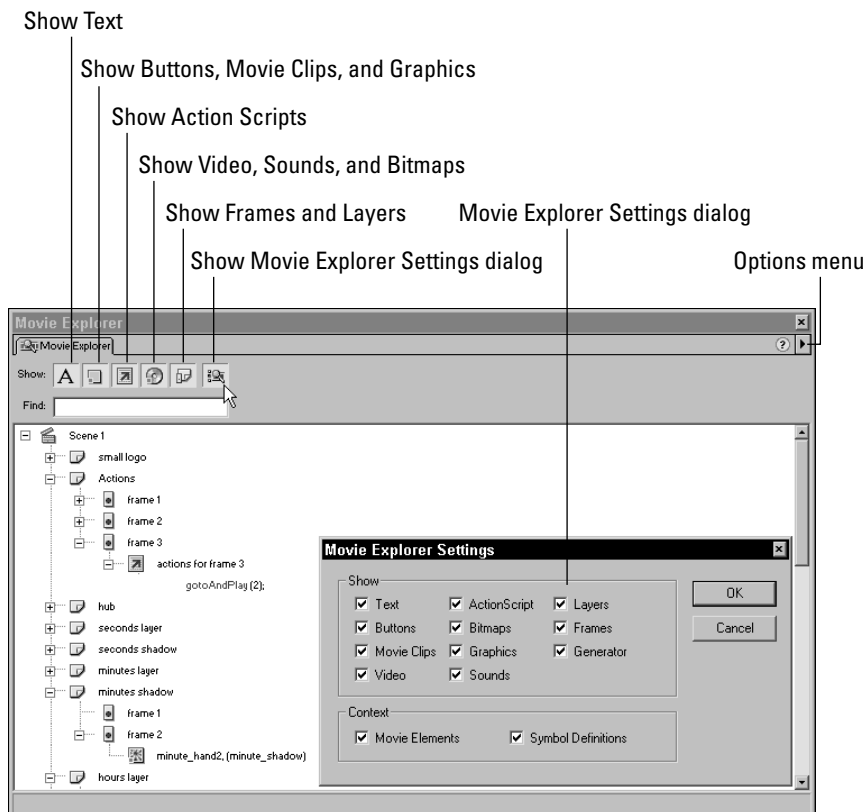 Show Text
Show Buttons, Movie Clips, and Graphics
Show Action Scripts
Show Video, Sounds, and Bitmaps
Show Frames and Layers
Movie Explorer Settings dialog
Show Movie Explorer Settings dialog
Options menu
Movie Explorer
Movie Explorer
?
Show:
A
Find:
Scene 1
small logo
Actions
frame 1
frame 2
frame 3
actions for frame 3
gotoAndPlay (2);
hub
seconds layer
seconds shadow
minutes layer
minutes shadow
frame 1
frame 2
minute_hand2, (minute_shadow)
hours layer
Movie Explorer Settings
Show
Text
ActionScript
Layers
Buttons
Bitmaps
Frames
Movie Clips
Graphics
Generator
Video
Sounds
OK
Cancel
Context
Movie Elements
Symbol Definitions